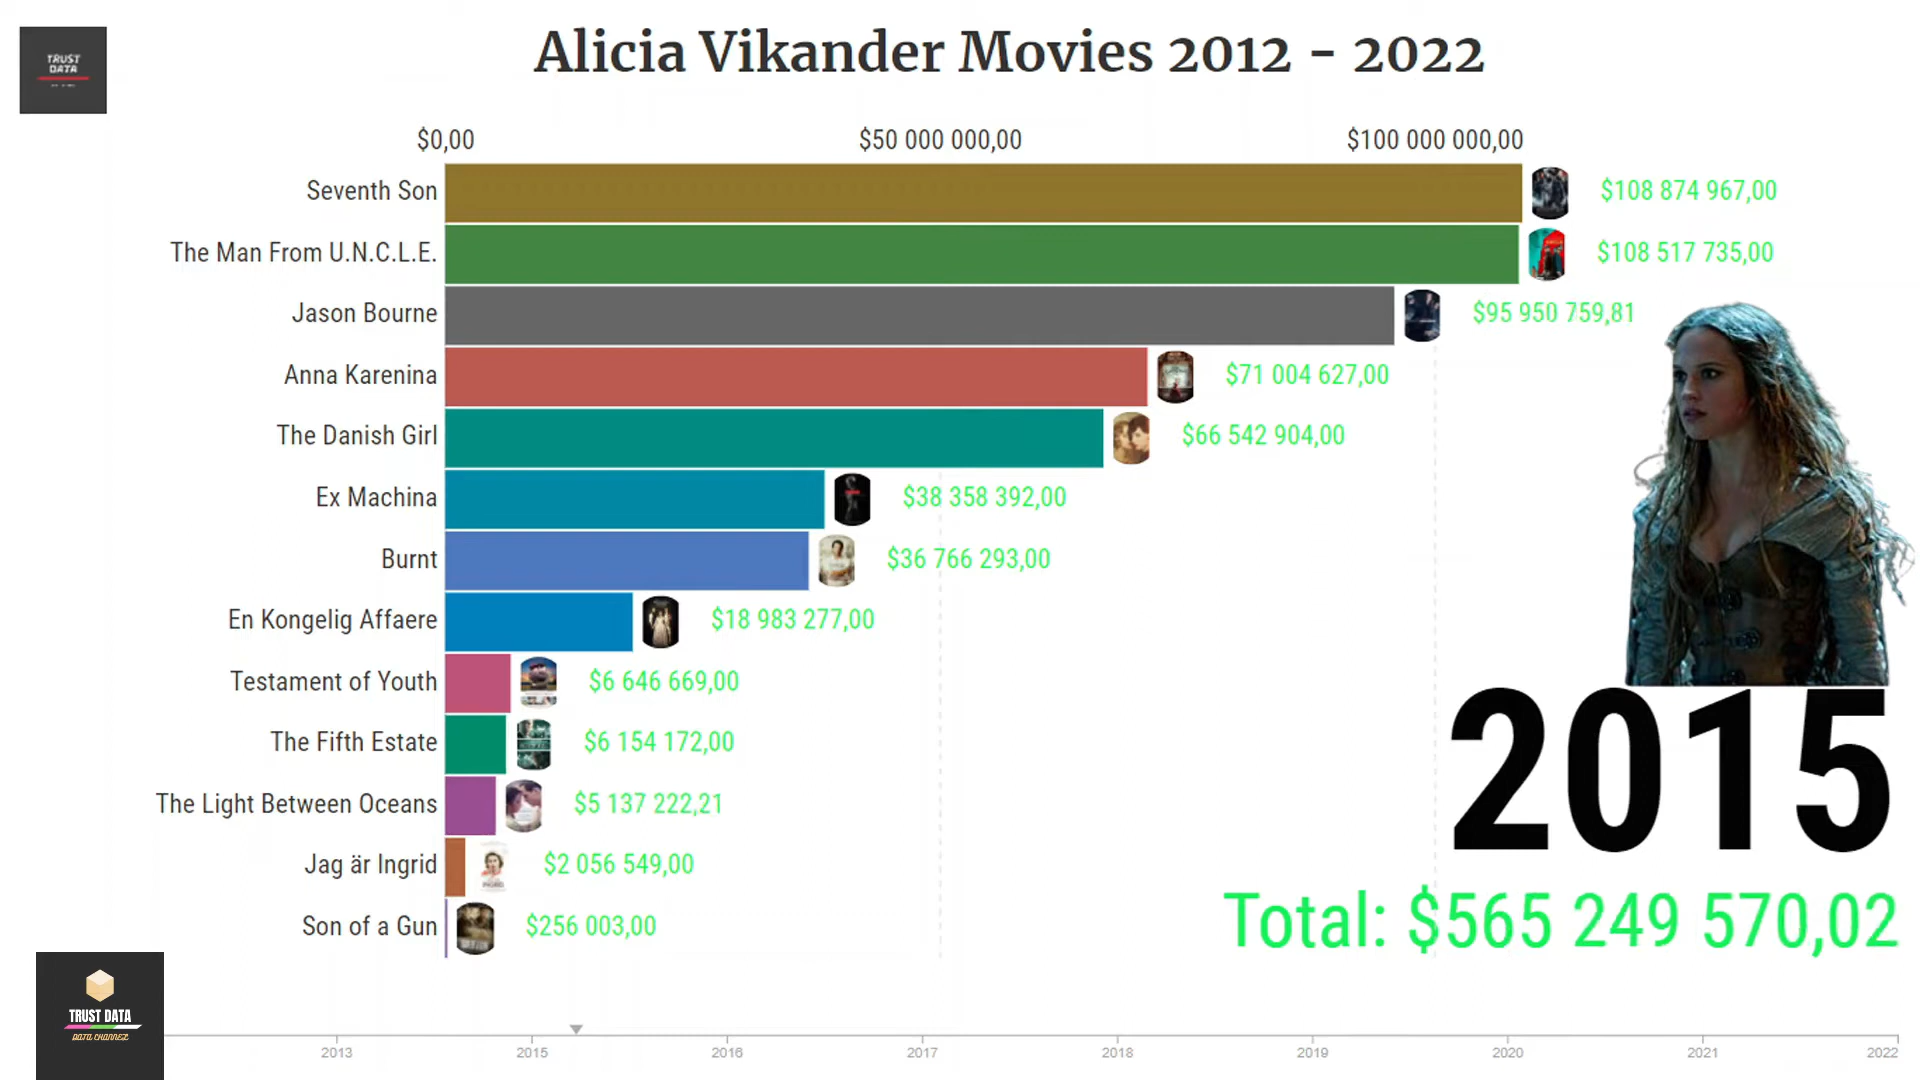 TRUST
DATA
Alicia Vikander Movies 2012 - 2022
$0,00 $50 000 000,00 $100 000 000,00
Seventh Son $108 874 967,00
The Man From U.N.C.L.E. $108 517 735,00
Jason Bourne $95 950 759,81
Anna Karenina $71 004 627,00
The Danish Girl $66 542 904,00
Ex Machina $38 358 392,00
Burnt $36 766 293,00
En Kongelig Affaere $18 983 277,00
Testament of Youth $6 646 669,00
The Fifth Estate $6 154 172,00
The Light Between Oceans $5 137 222,21
Jag är Ingrid $2 056 549,00
Son of a Gun $256 003,00
2015
Total: $565 249 570,02
TRUST DATA
DATA CHANNEL
2013 2015 2016 2017 2018 2019 2020 2021 2022